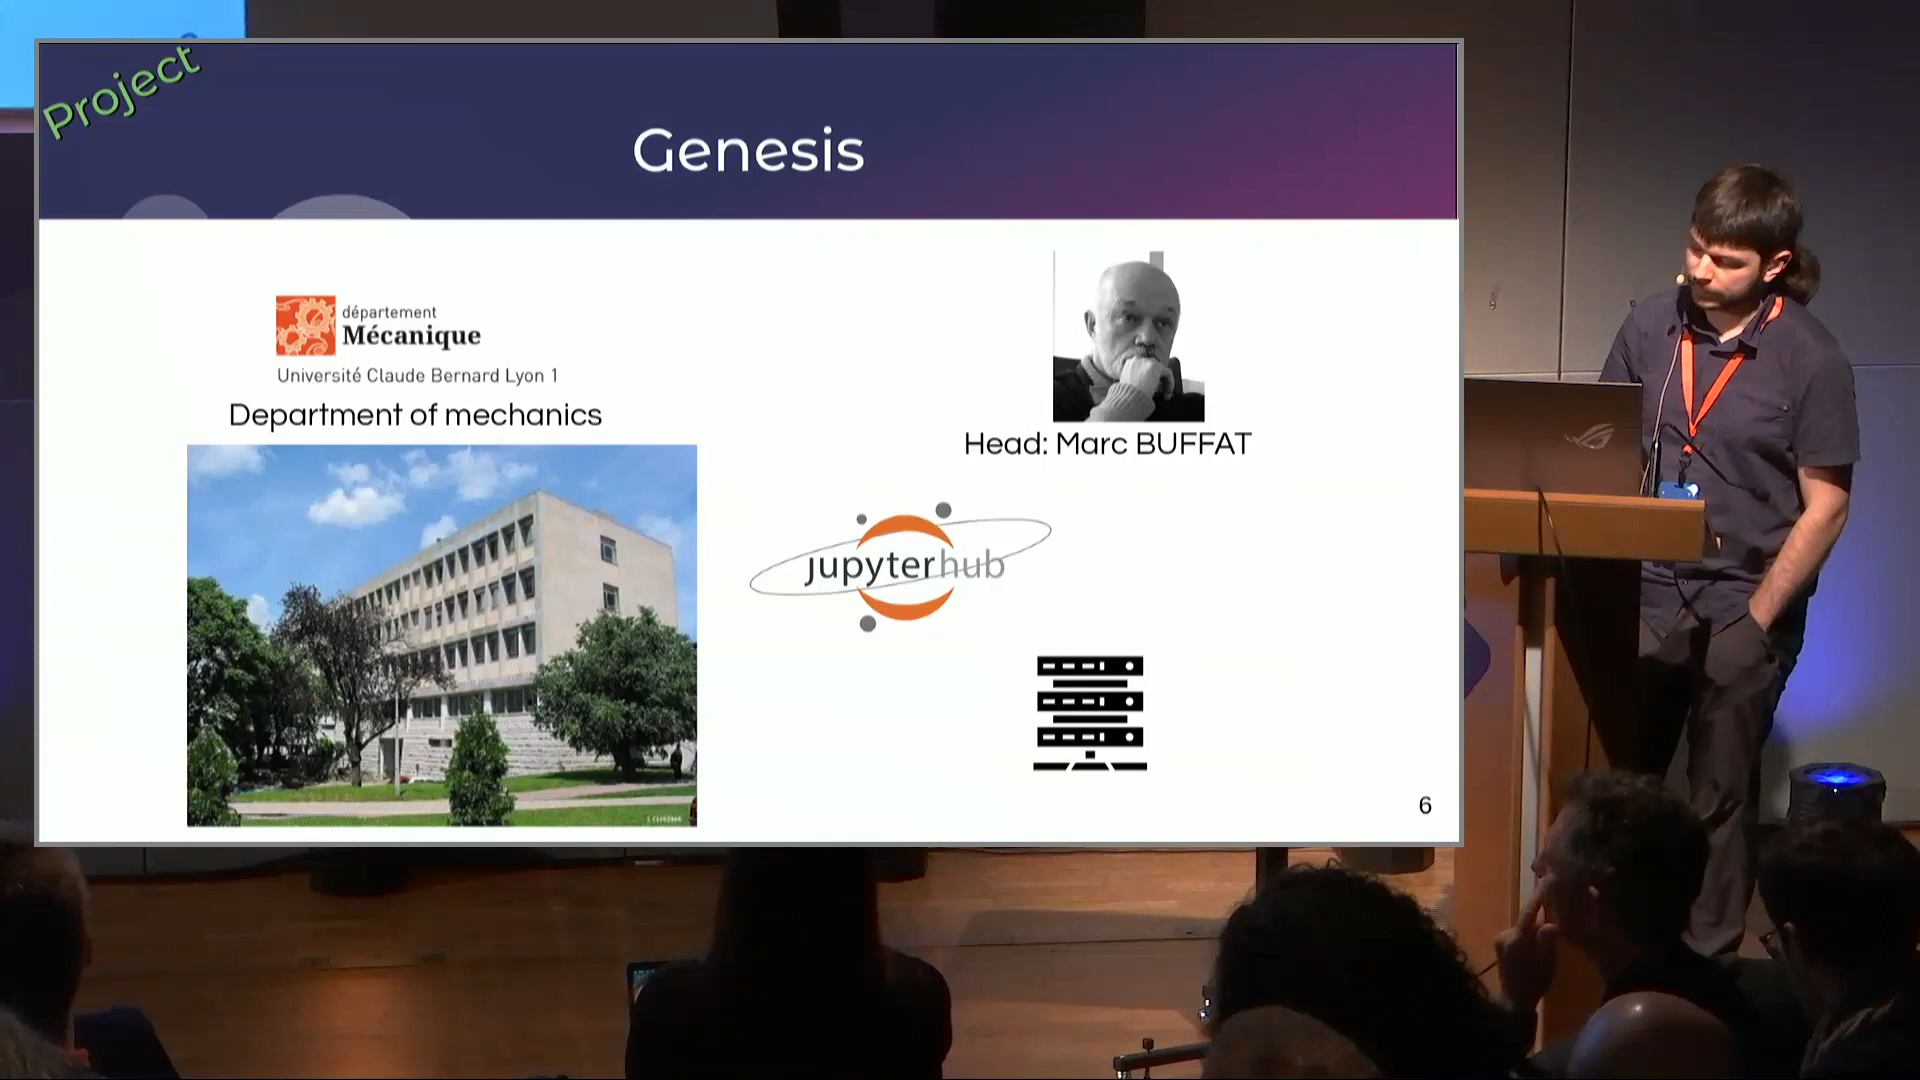 Project
Genesis
département
Mécanique
Université Claude Bernard Lyon 1
Department of mechanics
Head: Marc BUFFAT
jupyterhub
6